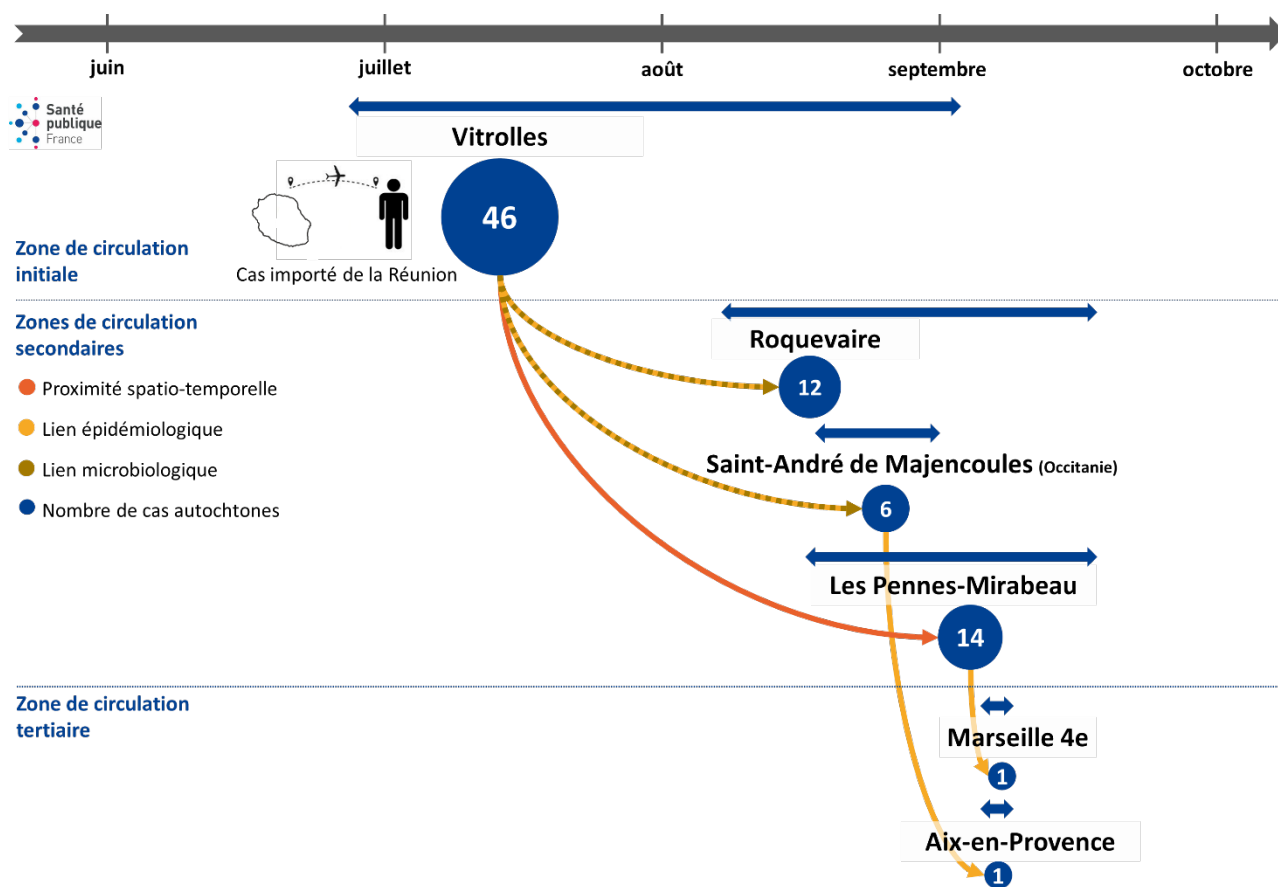 juin
juillet
août
septembre
octobre
Santé
publique
France
Vitrolles
46
Cas importé de la Réunion
Zone de circulation
initiale
Zones de circulation
secondaires
Proximité spatio-temporelle
Lien épidémiologique
Lien microbiologique
Nombre de cas autochtones
Roquevaire
12
Saint-André de Majencoules (Occitanie)
6
Les Pennes-Mirabeau
14
Zone de circulation
tertiaire
Marseille 4e
1
Aix-en-Provence
1